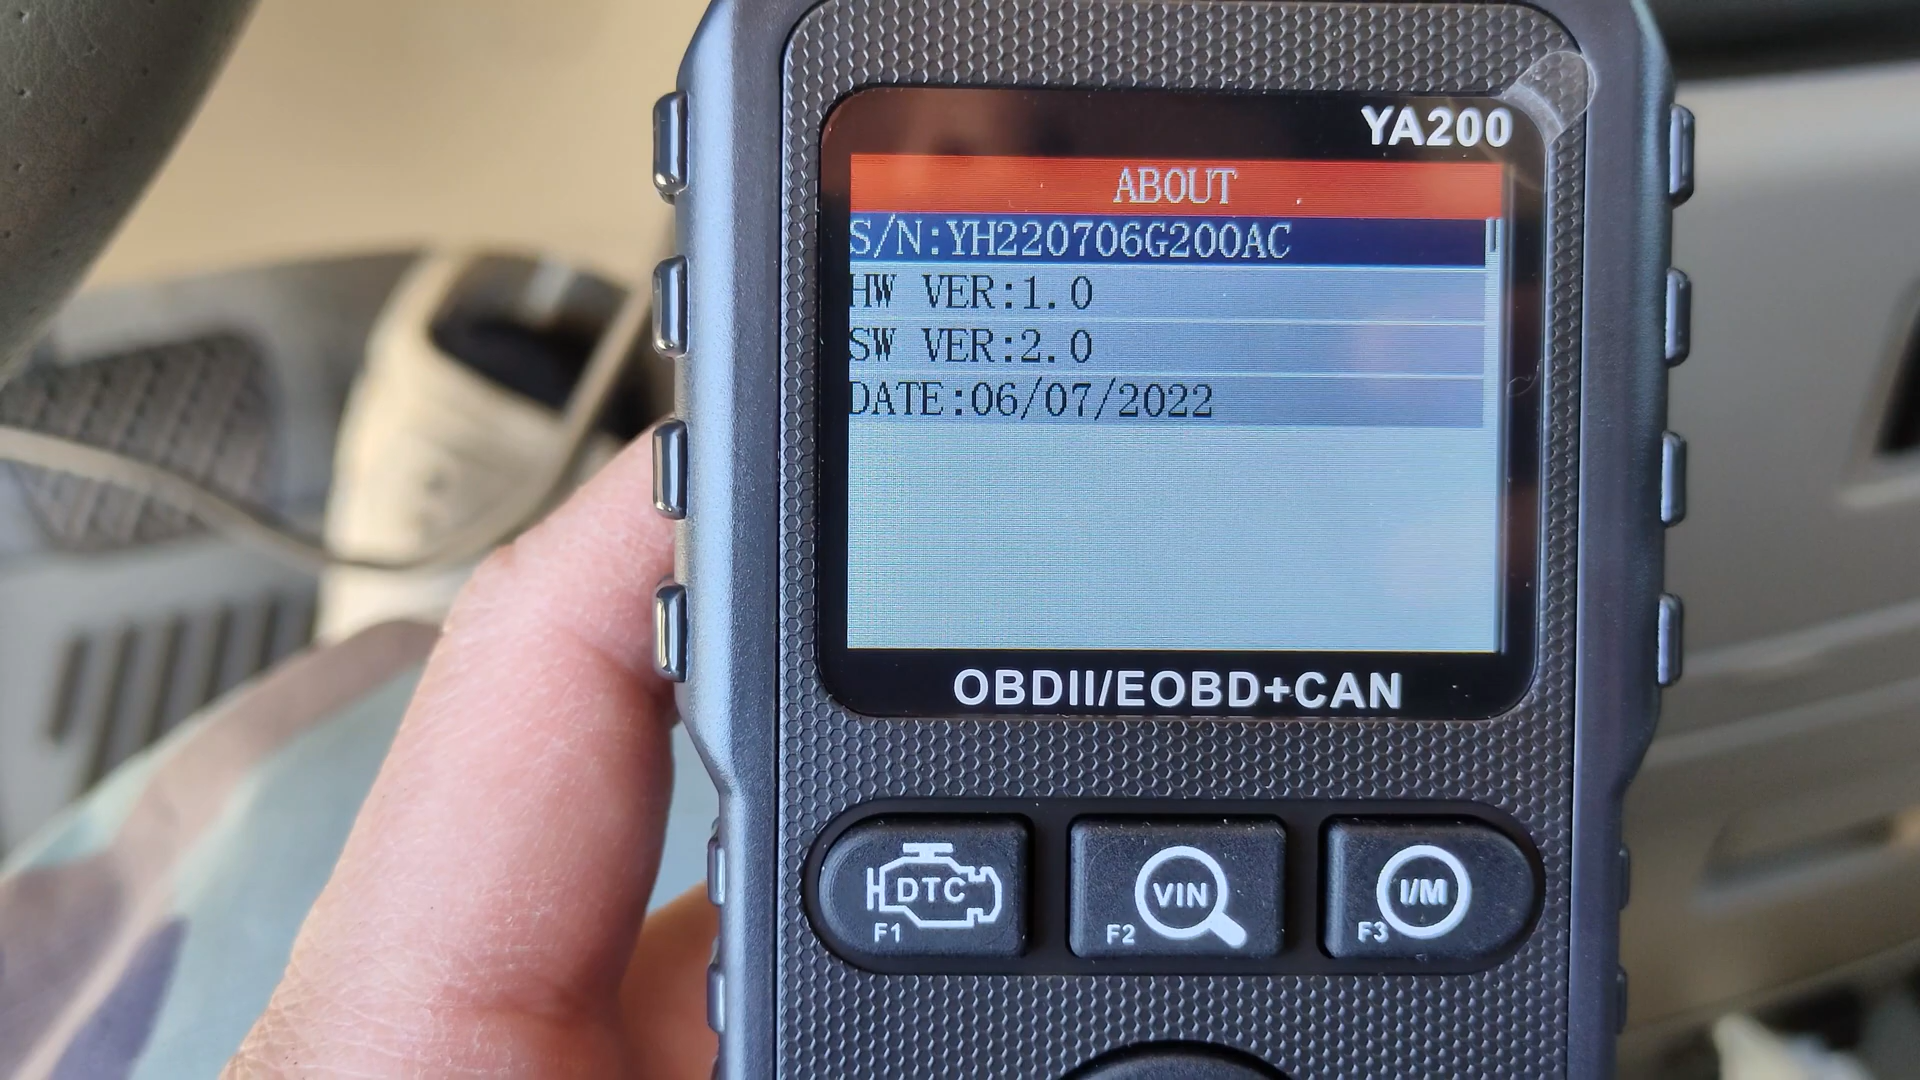 YA200
ABOUT
S/N:YH220706G200AC
HW VER:1.0
SW VER:2.0
DATE:06/07/2022
OBDII/EOBD+CAN
DTC
F1
VIN
F2
I/M
F3